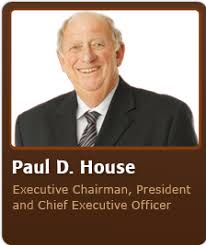 Paul D. House
Executive Chairman, President
and Chief Executive Officer